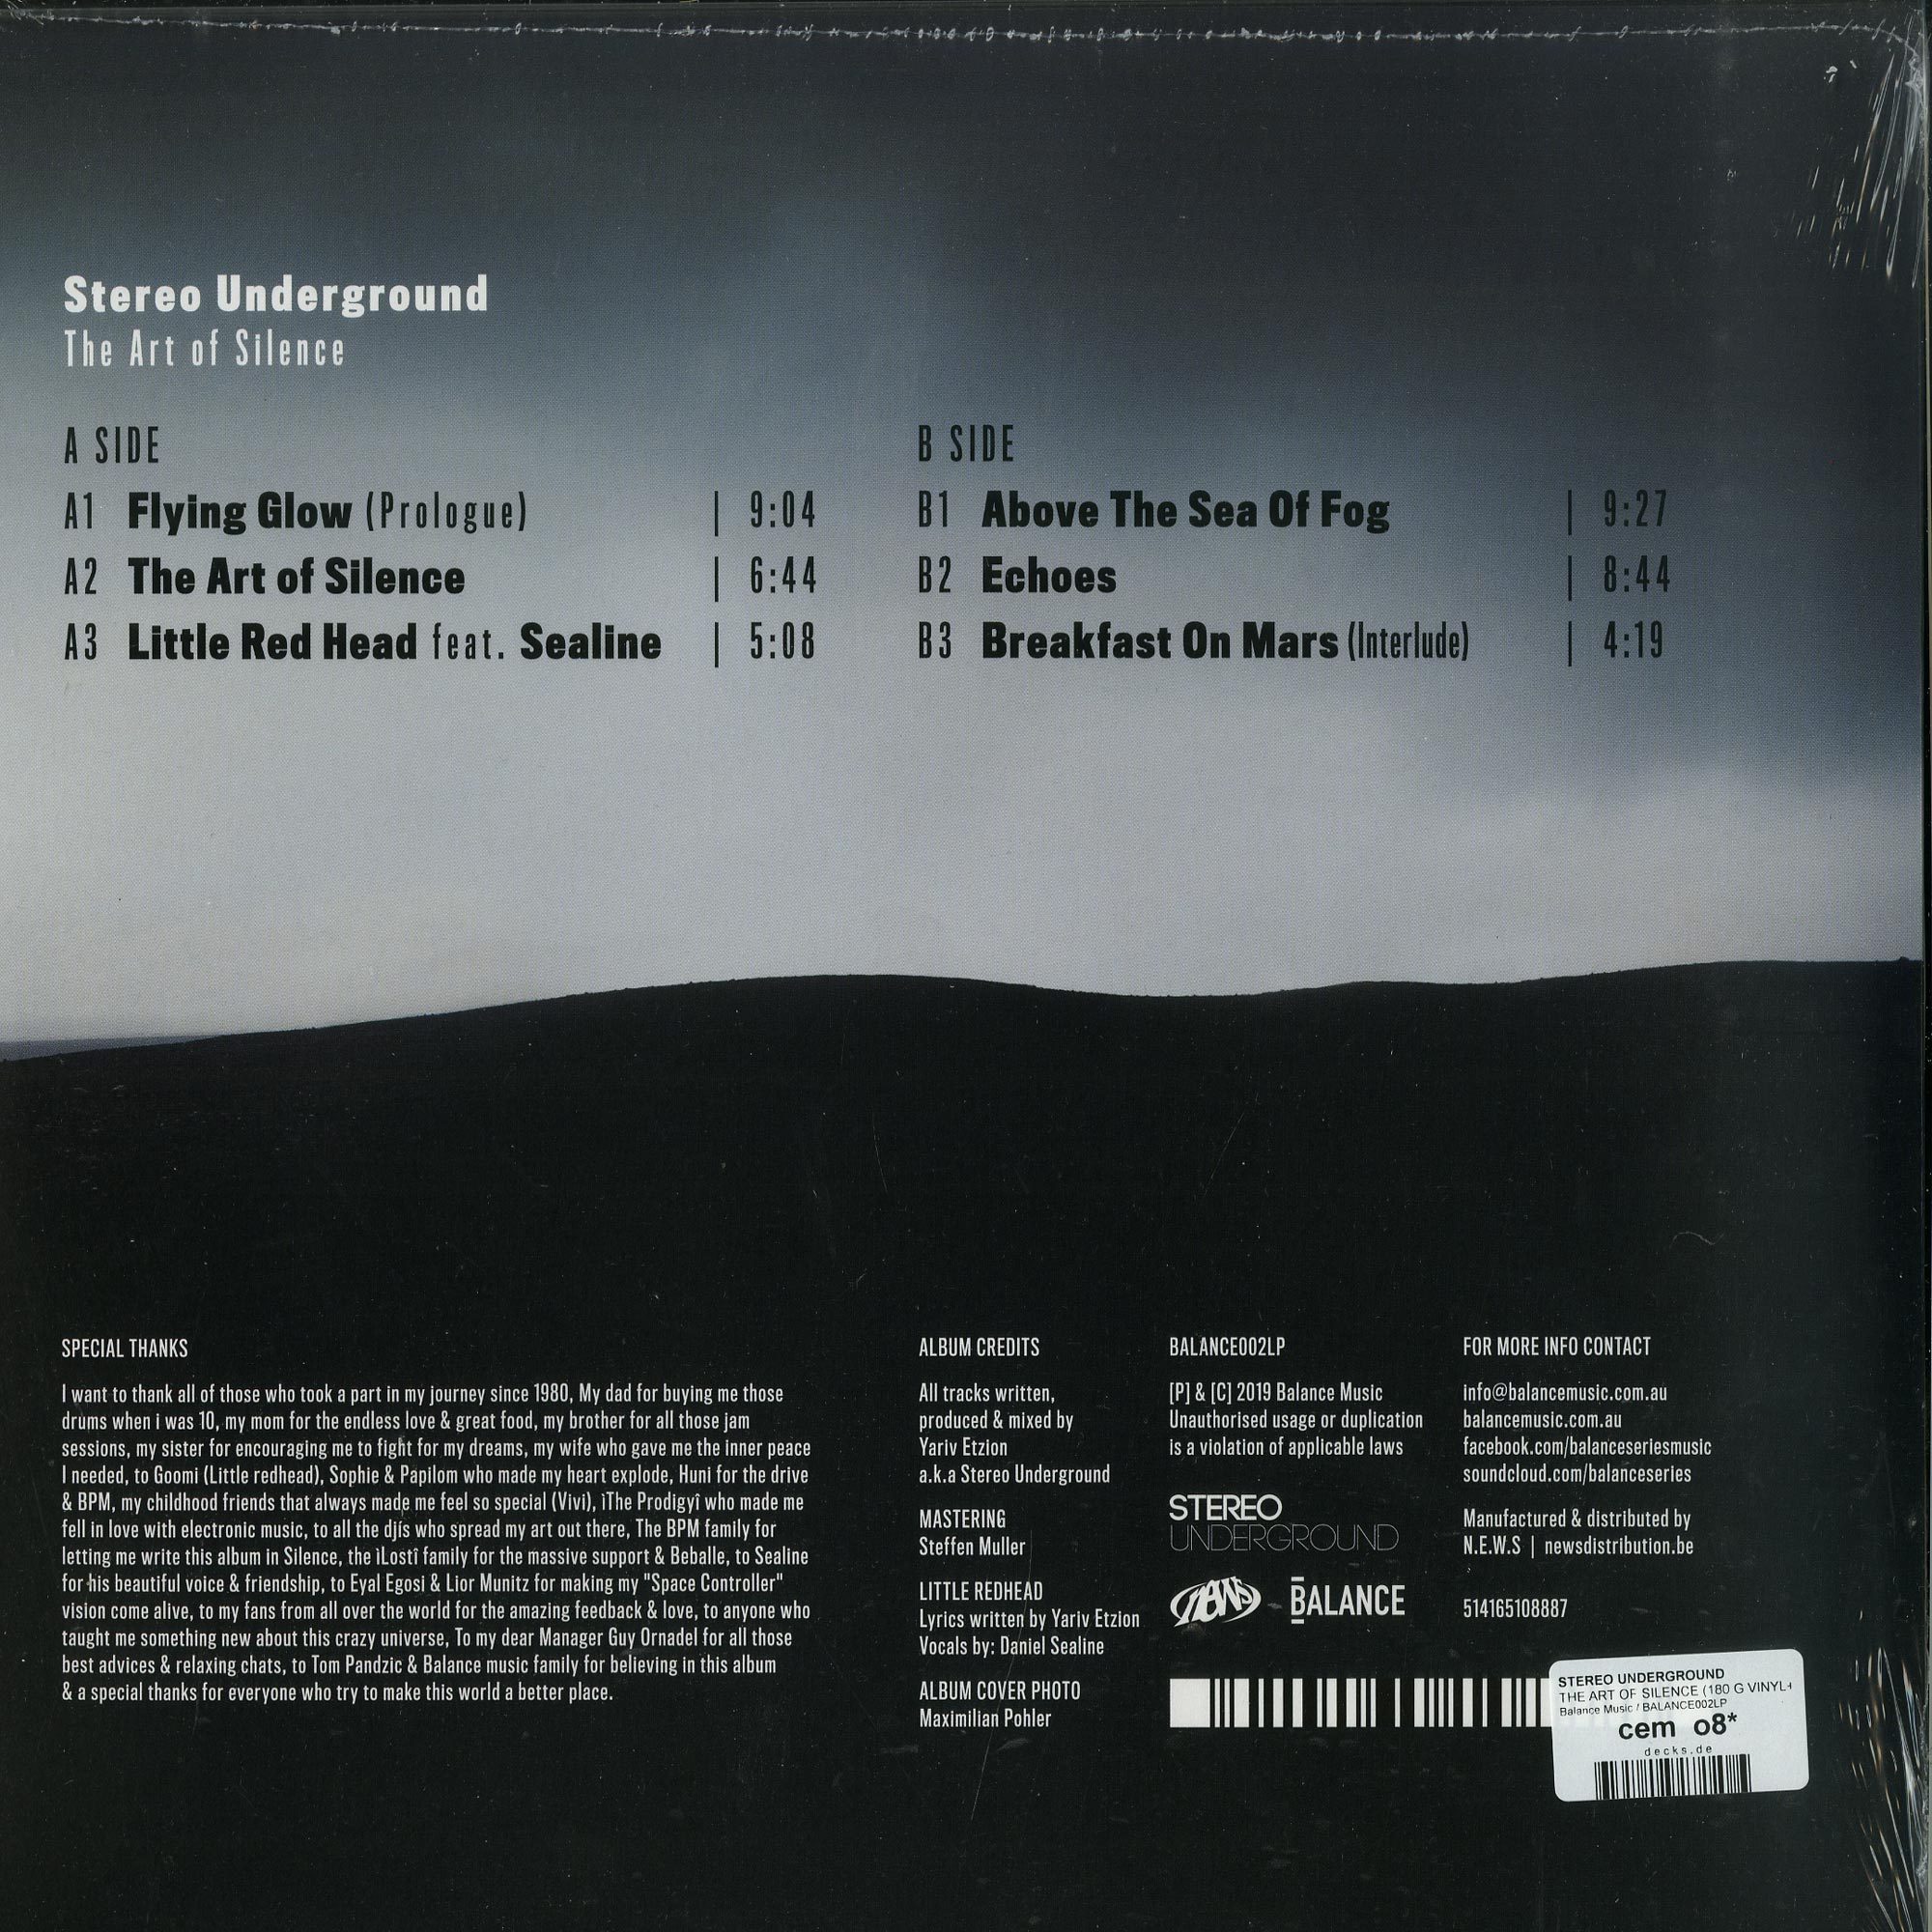 Stereo Underground
The Art of Silence
A SIDE
A1 Flying Glow (Prologue) | 9:04
A2 The Art of Silence | 6:44
A3 Little Red Head feat. Sealine | 5:08
B SIDE
B1 Above The Sea Of Fog | 9:27
B2 Echoes | 8:44
B3 Breakfast On Mars (Interlude) | 4:19
SPECIAL THANKS
I want to thank all of those who took a part in my journey since 1980, My dad for buying me those
drums when i was 10, my mom for the endless love & great food, my brother for all those jam
sessions, my sister for encouraging me to fight for my dreams, my wife who gave me the inner peace
I needed, to Goomi (Little redhead), Sophie & Papilom who made my heart explode, Huni for the drive
& BPM, my childhood friends that always made me feel so special (Vivi), ìThe Prodigyî who made me
fell in love with electronic music, to all the djís who spread my art out there, The BPM family for
letting me write this album in Silence, the ìLostî family for the massive support & Beballe, to Sealine
for his beautiful voice & friendship, to Eyal Egosi & Lior Munitz for making my "Space Controller"
vision come alive, to my fans from all over the world for the amazing feedback & love, to anyone who
taught me something new about this crazy universe, To my dear Manager Guy Ornadel for all those
best advices & relaxing chats, to Tom Pandzic & Balance music family for believing in this album
& a special thanks for everyone who try to make this world a better place.
ALBUM CREDITS
All tracks written,
produced & mixed by
Yariv Etzion
a.k.a Stereo Underground
MASTERING
Steffen Muller
LITTLE REDHEAD
Lyrics written by Yariv Etzion
Vocals by: Daniel Sealine
ALBUM COVER PHOTO
Maximilian Pohler
BALANCE002LP
[P] & [C] 2019 Balance Music
Unauthorised usage or duplication
is a violation of applicable laws
STEREO
UNDERGROUND
NEWS
BALANCE
FOR MORE INFO CONTACT
info@balancemusic.com.au
balancemusic.com.au
facebook.com/balanceseriesmusic
soundcloud.com/balanceseries
Manufactured & distributed by
N.E.W.S | newsdistribution.be
514165108887
STEREO UNDERGROUND
THE ART OF SILENCE (180 G VINYL+
Balance Music / BALANCE002LP
cem o8*
decks.de